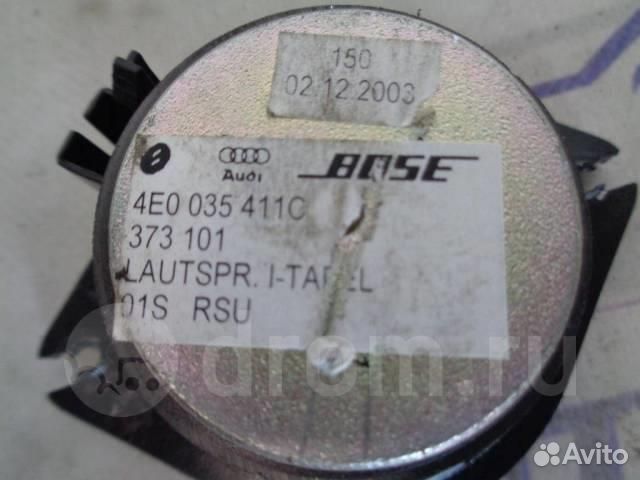 150
02.12.2003
Audi BOSE
4E0 035 411C
373 101
LAUTSPR. I-TAFEL
01S RSU
drom.ru
Avito